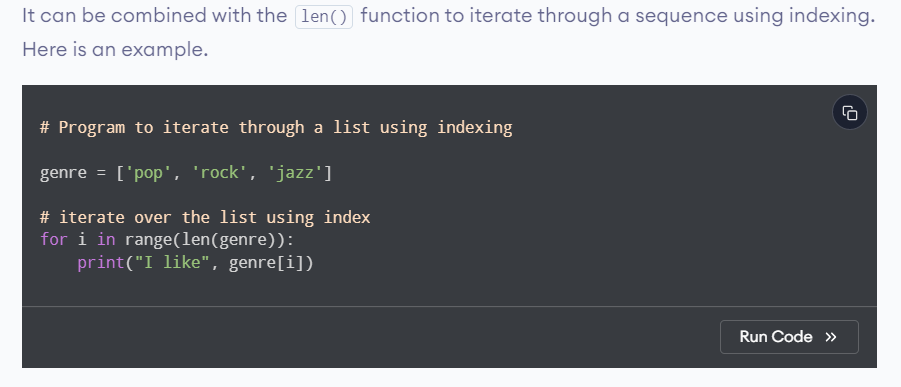 It can be combined with the len() function to iterate through a sequence using indexing.
Here is an example.
# Program to iterate through a list using indexing
genre = ['pop', 'rock', 'jazz']
# iterate over the list using index
for i in range(len(genre)):
    print("I like", genre[i])
Run Code »